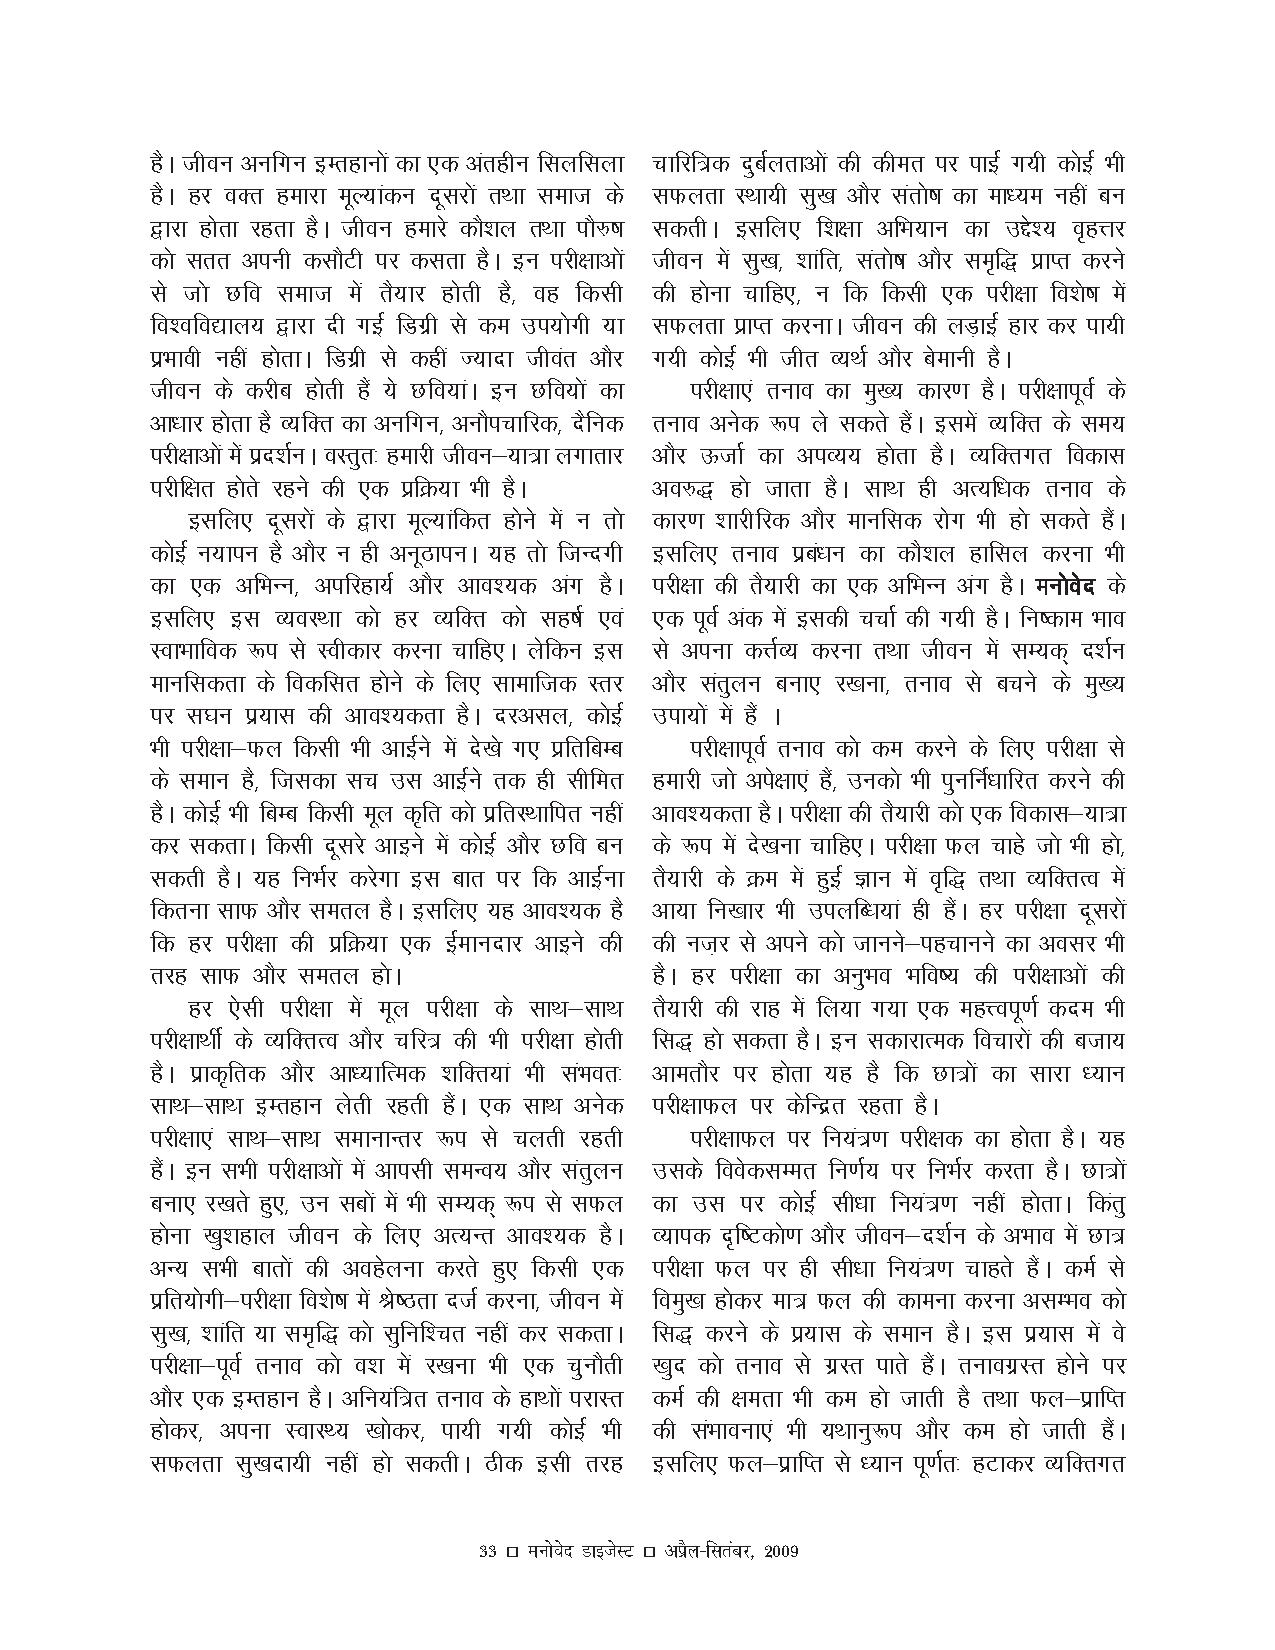 है। जीवन अनगिन इम्तहानों का एक अंतहीन सिलसिला
है। हर वक्त हमारा मूल्यांकन दूसरों तथा समाज के
द्वारा होता रहता है। जीवन हमारे कौशल तथा पौरुष
को सतत अपनी कसौटी पर कसता है। इन परीक्षाओं
से जो छवि समाज में तैयार होती है, वह किसी
विश्वविद्यालय द्वारा दी गई डिग्री से कम उपयोगी या
प्रभावी नहीं होता। डिग्री से कहीं ज्यादा जीवंत और
जीवन के करीब होती हैं ये छवियां। इन छवियों का
आधार होता है व्यक्ति का अनगिन, अनौपचारिक, दैनिक
परीक्षाओं में प्रदर्शन। वस्तुतः हमारी जीवन–यात्रा लगातार
परीक्षित होते रहने की एक प्रक्रिया भी है।
इसलिए दूसरों के द्वारा मूल्यांकित होने में न तो
कोई नयापन है और न ही अनूठापन। यह तो जिन्दगी
का एक अभिन्न, अपरिहार्य और आवश्यक अंग है।
इसलिए इस व्यवस्था को हर व्यक्ति को सहर्ष एवं
स्वाभाविक रूप से स्वीकार करना चाहिए। लेकिन इस
मानसिकता के विकसित होने के लिए सामाजिक स्तर
पर सघन प्रयास की आवश्यकता है। दरअसल, कोई
भी परीक्षा–फल किसी भी आईने में देखे गए प्रतिबिम्ब
के समान है, जिसका सच उस आईने तक ही सीमित
है। कोई भी बिम्ब किसी मूल कृति को प्रतिस्थापित नहीं
कर सकता। किसी दूसरे आइने में कोई और छवि बन
सकती है। यह निर्भर करेगा इस बात पर कि आईना
कितना साफ और समतल है। इसलिए यह आवश्यक है
कि हर परीक्षा की प्रक्रिया एक ईमानदार आइने की
तरह साफ और समतल हो।
हर ऐसी परीक्षा में मूल परीक्षा के साथ–साथ
परीक्षार्थी के व्यक्तित्व और चरित्र की भी परीक्षा होती
है। प्राकृतिक और आध्यात्मिक शक्तियां भी संभवतः
साथ–साथ इम्तहान लेती रहती हैं। एक साथ अनेक
परीक्षाएं साथ–साथ समानान्तर रूप से चलती रहती
हैं। इन सभी परीक्षाओं में आपसी समन्वय और संतुलन
बनाए रखते हुए, उन सबों में भी सम्यक् रूप से सफल
होना खुशहाल जीवन के लिए अत्यन्त आवश्यक है।
अन्य सभी बातों की अवहेलना करते हुए किसी एक
प्रतियोगी–परीक्षा विशेष में श्रेष्ठता दर्ज करना, जीवन में
सुख, शांति या समृद्धि को सुनिश्चित नहीं कर सकता।
परीक्षा–पूर्व तनाव को वश में रखना भी एक चुनौती
और एक इम्तहान है। अनियंत्रित तनाव के हाथों परास्त
होकर, अपना स्वास्थ्य खोकर, पायी गयी कोई भी
सफलता सुखदायी नहीं हो सकती। ठीक इसी तरह
चारित्रिक दुर्बलताओं की कीमत पर पाई गयी कोई भी
सफलता स्थायी सुख और संतोष का माध्यम नहीं बन
सकती। इसलिए शिक्षा अभियान का उद्देश्य वृहत्तर
जीवन में सुख, शांति, संतोष और समृद्धि प्राप्त करने
की होना चाहिए, न कि किसी एक परीक्षा विशेष में
सफलता प्राप्त करना। जीवन की लड़ाई हार कर पायी
गयी कोई भी जीत व्यर्थ और बेमानी है।
परीक्षाएं तनाव का मुख्य कारण है। परीक्षापूर्व के
तनाव अनेक रूप ले सकते हैं। इसमें व्यक्ति के समय
और ऊर्जा का अपव्यय होता है। व्यक्तिगत विकास
अवरुद्ध हो जाता है। साथ ही अत्यधिक तनाव के
कारण शारीरिक और मानसिक रोग भी हो सकते हैं।
इसलिए तनाव प्रबंधन का कौशल हासिल करना भी
परीक्षा की तैयारी का एक अभिन्न अंग है। मनोवेद के
एक पूर्व अंक में इसकी चर्चा की गयी है। निष्काम भाव
से अपना कर्त्तव्य करना तथा जीवन में सम्यक् दर्शन
और संतुलन बनाए रखना, तनाव से बचने के मुख्य
उपायों में हैं ।
परीक्षापूर्व तनाव को कम करने के लिए परीक्षा से
हमारी जो अपेक्षाएं हैं, उनको भी पुनर्निर्धारित करने की
आवश्यकता है। परीक्षा की तैयारी को एक विकास–यात्रा
के रूप में देखना चाहिए। परीक्षा फल चाहे जो भी हो,
तैयारी के क्रम में हुई ज्ञान में वृद्धि तथा व्यक्तित्व में
आया निखार भी उपलब्धियां ही हैं। हर परीक्षा दूसरों
की नज़र से अपने को जानने–पहचानने का अवसर भी
है। हर परीक्षा का अनुभव भविष्य की परीक्षाओं की
तैयारी की राह में लिया गया एक महत्त्वपूर्ण कदम भी
सिद्ध हो सकता है। इन सकारात्मक विचारों की बजाय
आमतौर पर होता यह है कि छात्रों का सारा ध्यान
परीक्षाफल पर केन्द्रित रहता है।
परीक्षाफल पर नियंत्रण परीक्षक का होता है। यह
उसके विवेकसम्मत निर्णय पर निर्भर करता है। छात्रों
का उस पर कोई सीधा नियंत्रण नहीं होता। किंतु
व्यापक दृष्टिकोण और जीवन–दर्शन के अभाव में छात्र
परीक्षा फल पर ही सीधा नियंत्रण चाहते हैं। कर्म से
विमुख होकर मात्र फल की कामना करना असम्भव को
सिद्ध करने के प्रयास के समान है। इस प्रयास में वे
खुद को तनाव से ग्रस्त पाते हैं। तनावग्रस्त होने पर
कर्म की क्षमता भी कम हो जाती है तथा फल–प्राप्ति
की संभावनाएं भी यथानुरूप और कम हो जाती हैं।
इसलिए फल–प्राप्ति से ध्यान पूर्णतः हटाकर व्यक्तिगत
33 □ मनोवेद डाइजेस्ट □ अप्रैल-सितंबर, 2009